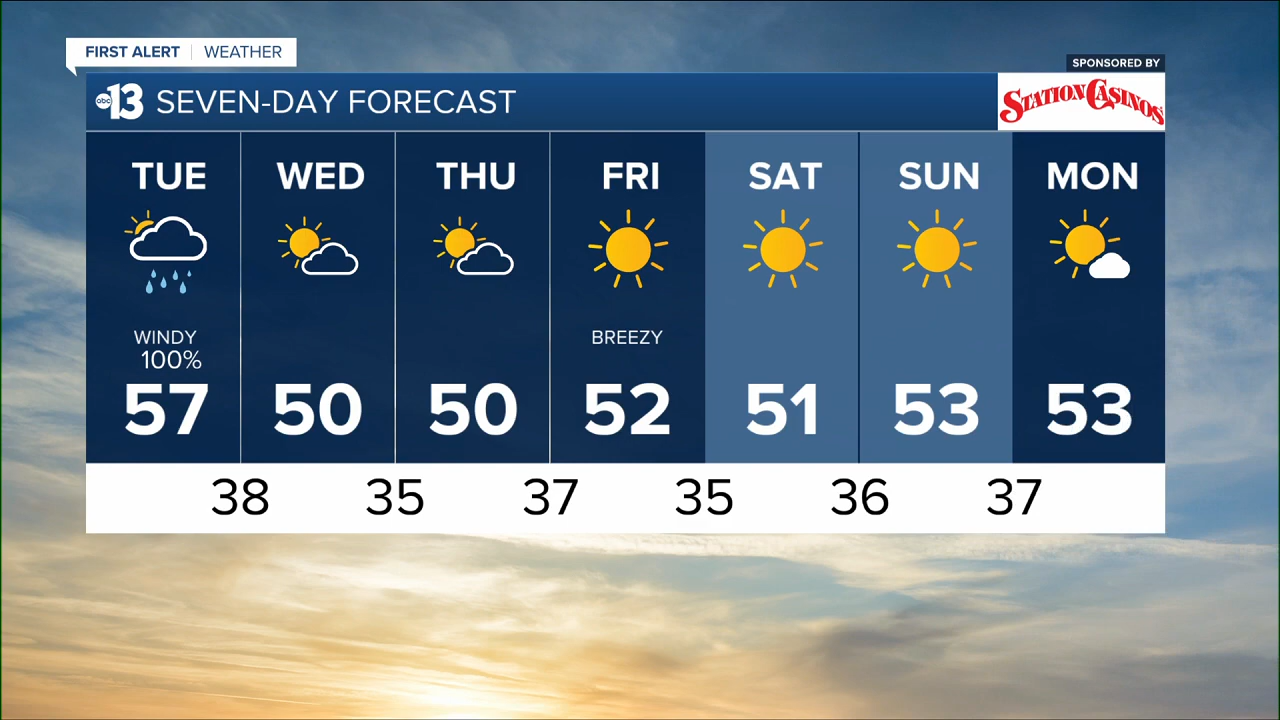 FIRST ALERT | WEATHER
SPONSORED BY
abc 13 SEVEN-DAY FORECAST
STATION CASINOS
TUE WED THU FRI SAT SUN MON
WINDY BREEZY
100%
57 50 50 52 51 53 53
38 35 37 35 36 37